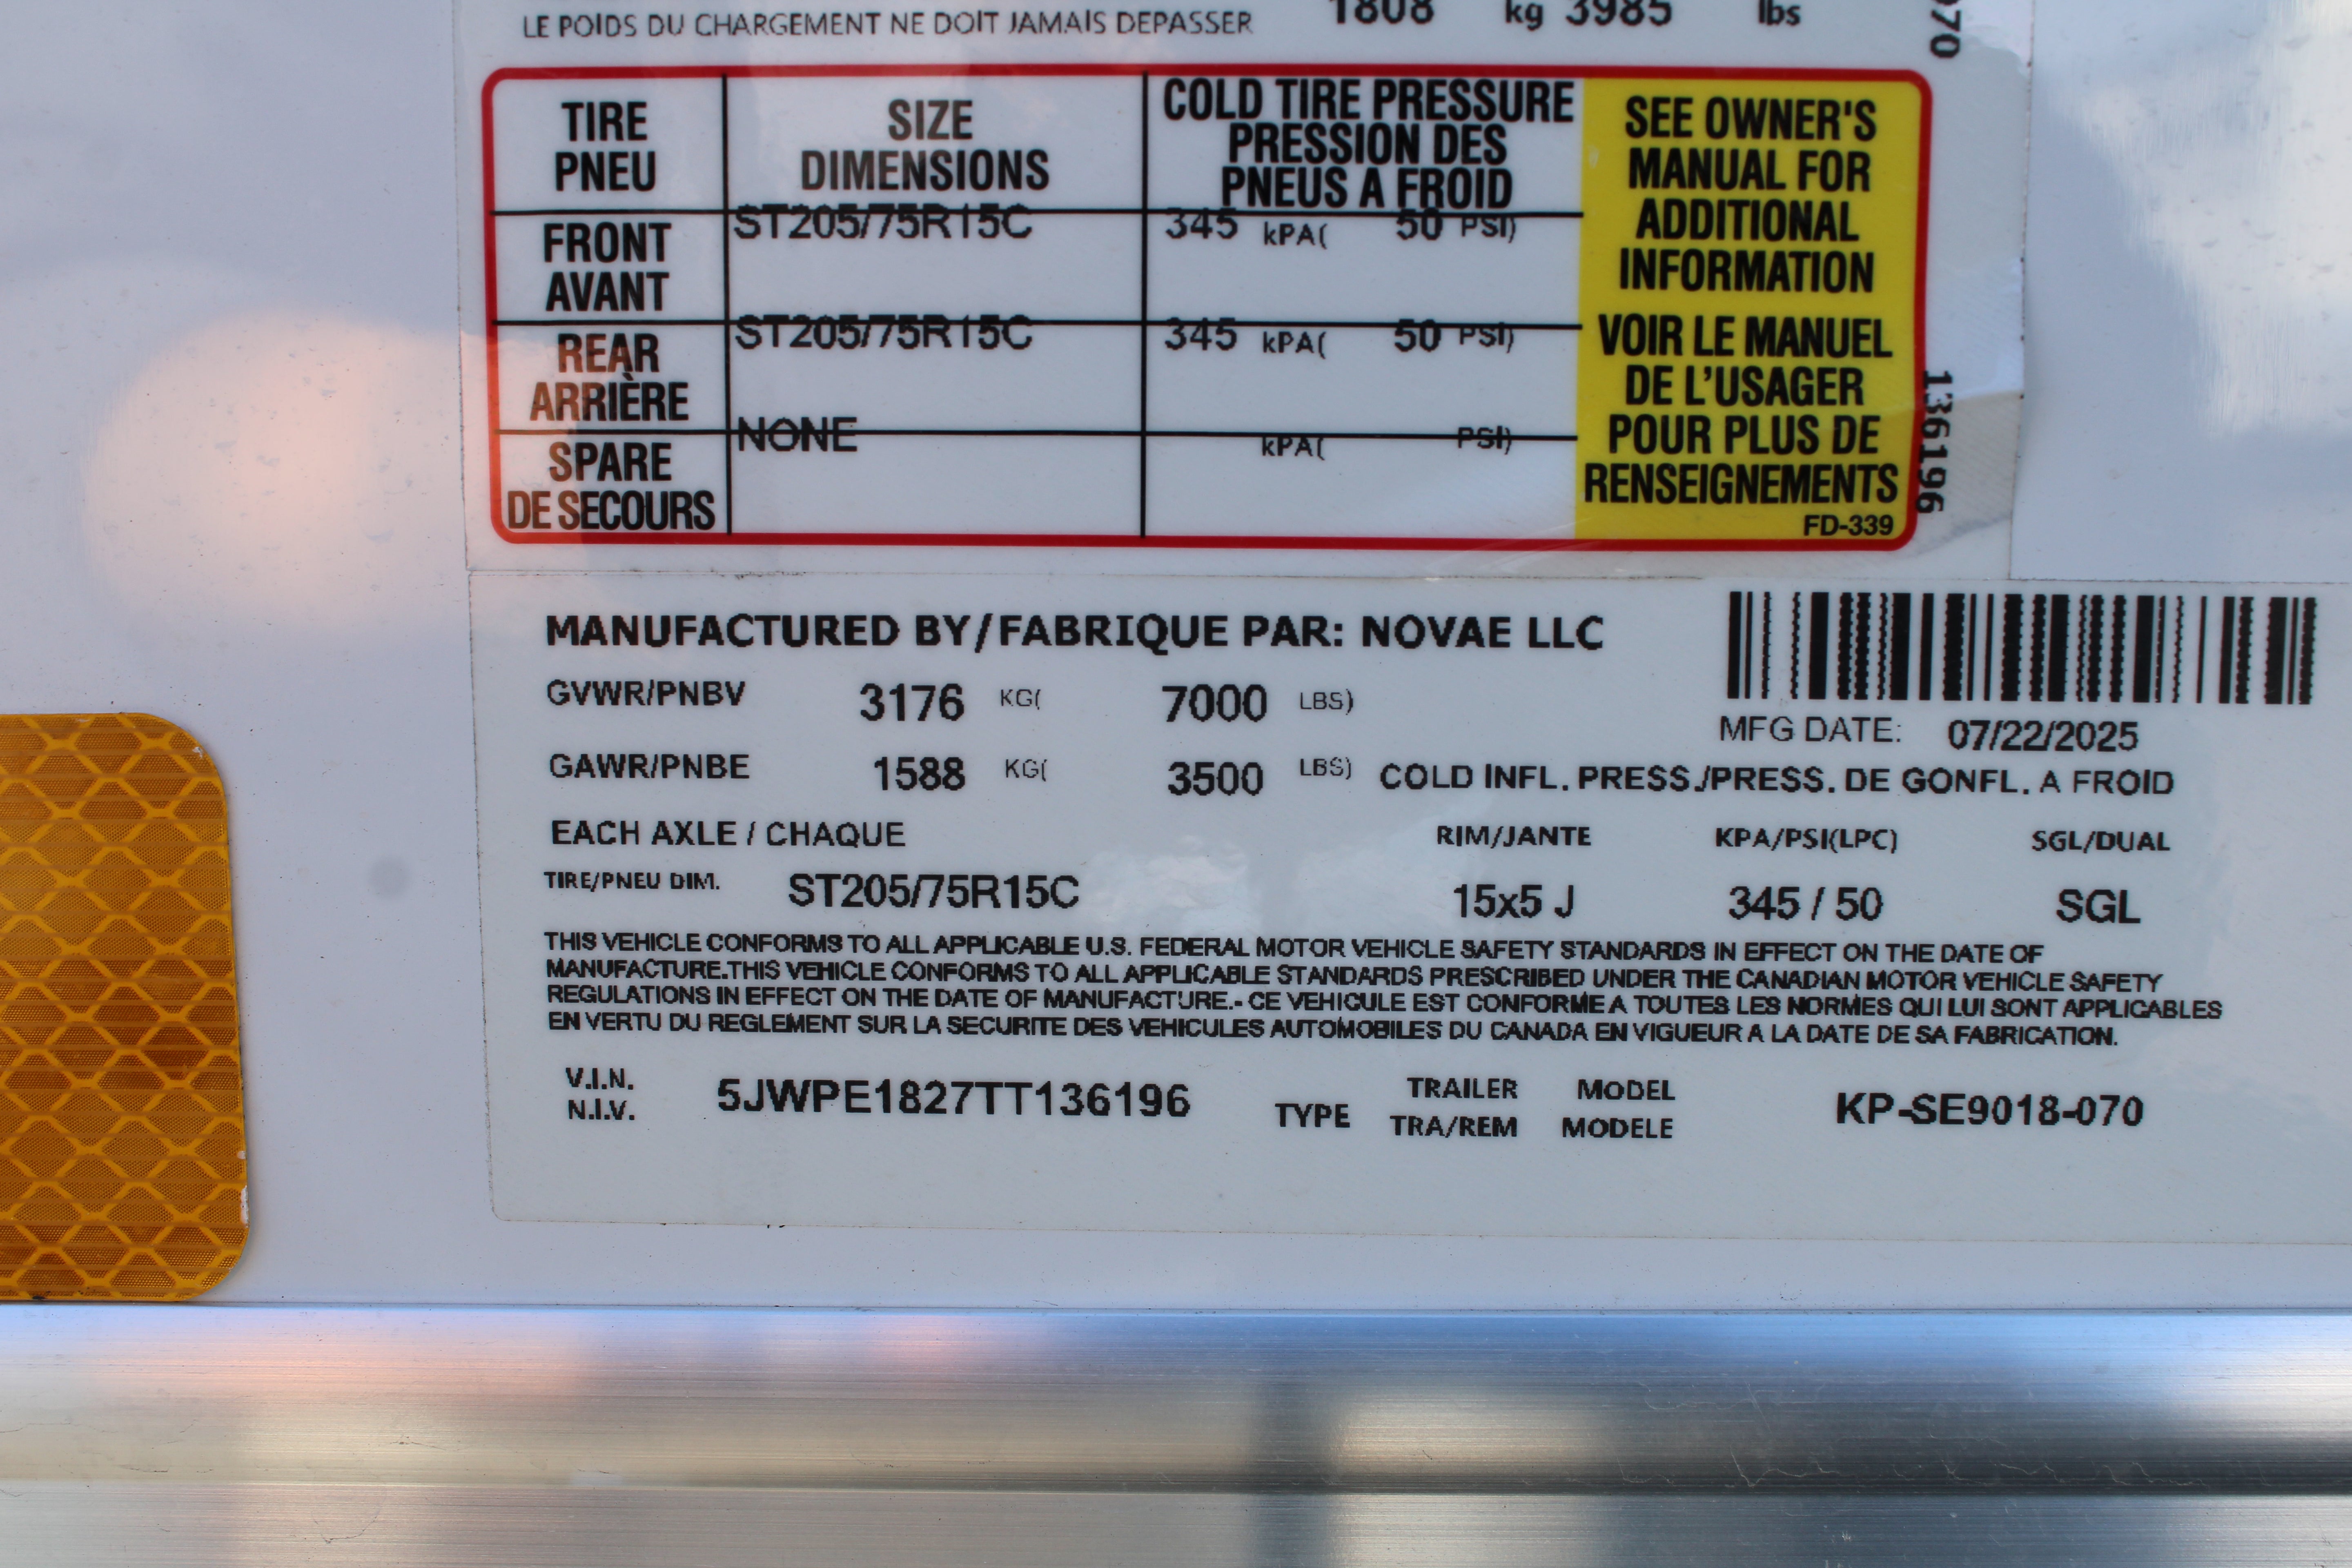 LE POIDS DU CHARGEMENT NE DOIT JAMAIS DEPASSER 1808 kg 3985 lbs
070
TIRE
PNEU
SIZE
DIMENSIONS
COLD TIRE PRESSURE
PRESSION DES
PNEUS A FROID
FRONT
AVANT
ST205/75R15C
345 kPA( 50 PSI)
REAR
ARRIÈRE
ST205/75R15C
345 kPA( 50 PSI)
SPARE
DE SECOURS
NONE
kPA( PSI)
SEE OWNER'S
MANUAL FOR
ADDITIONAL
INFORMATION
VOIR LE MANUEL
DE L'USAGER
POUR PLUS DE
RENSEIGNEMENTS
FD-339
136196
MANUFACTURED BY/FABRIQUE PAR: NOVAE LLC
GVWR/PNBV 3176 KG( 7000 LBS)
MFG DATE: 07/22/2025
GAWR/PNBE 1588 KG( 3500 LBS) COLD INFL. PRESS./PRESS. DE GONFL. A FROID
EACH AXLE / CHAQUE RIM/JANTE KPA/PSI(LPC) SGL/DUAL
TIRE/PNEU DIM. ST205/75R15C 15x5 J 345 / 50 SGL
THIS VEHICLE CONFORMS TO ALL APPLICABLE U.S. FEDERAL MOTOR VEHICLE SAFETY STANDARDS IN EFFECT ON THE DATE OF
MANUFACTURE.THIS VEHICLE CONFORMS TO ALL APPLICABLE STANDARDS PRESCRIBED UNDER THE CANADIAN MOTOR VEHICLE SAFETY
REGULATIONS IN EFFECT ON THE DATE OF MANUFACTURE.- CE VEHICULE EST CONFORME A TOUTES LES NORMES QUI LUI SONT APPLICABLES
EN VERTU DU REGLEMENT SUR LA SECURITE DES VEHICULES AUTOMOBILES DU CANADA EN VIGUEUR A LA DATE DE SA FABRICATION.
V.I.N.
N.I.V.
5JWPE1827TT136196
TYPE
TRAILER
TRA/REM
MODEL
MODELE
KP-SE9018-070